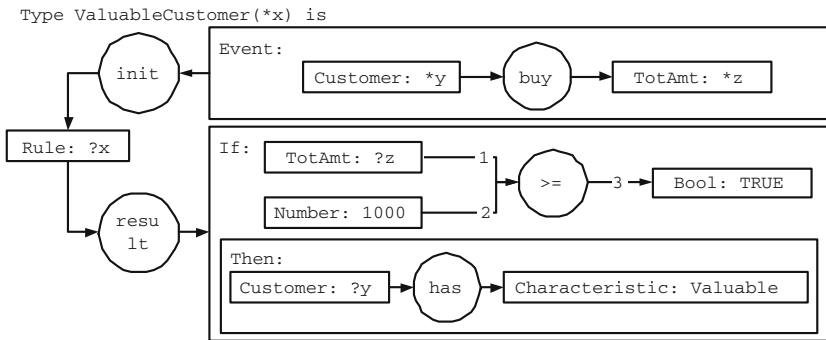 Type ValuableCustomer(*x) is
Event:
init
Customer: *y
buy
TotAmt: *z
Rule: ?x
If:
TotAmt: ?z
1
>=
3
Bool: TRUE
Number: 1000
2
resu
lt
Then:
Customer: ?y
has
Characteristic: Valuable